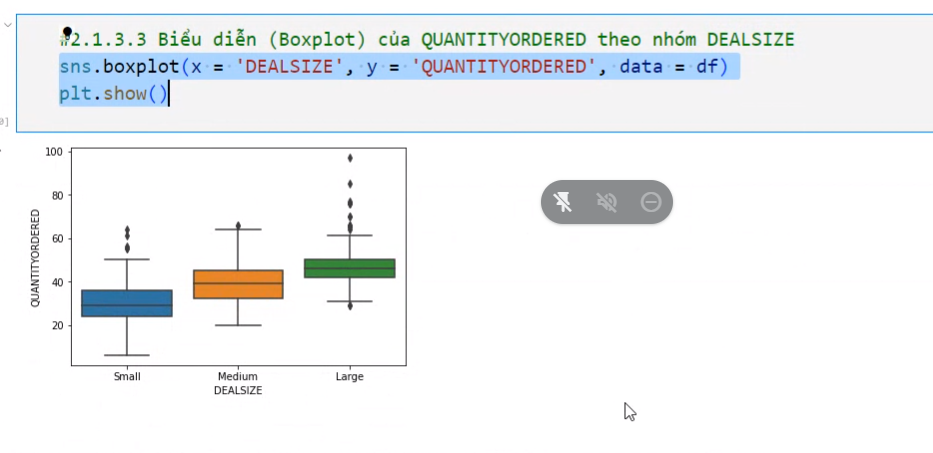 #2.1.3.3 Biểu diễn (Boxplot) của QUANTITYORDERED theo nhóm DEALSIZE
sns.boxplot(x = 'DEALSIZE', y = 'QUANTITYORDERED', data = df)
plt.show()
100
80
60
40
20
QUANTITYORDERED
Small Medium Large
DEALSIZE